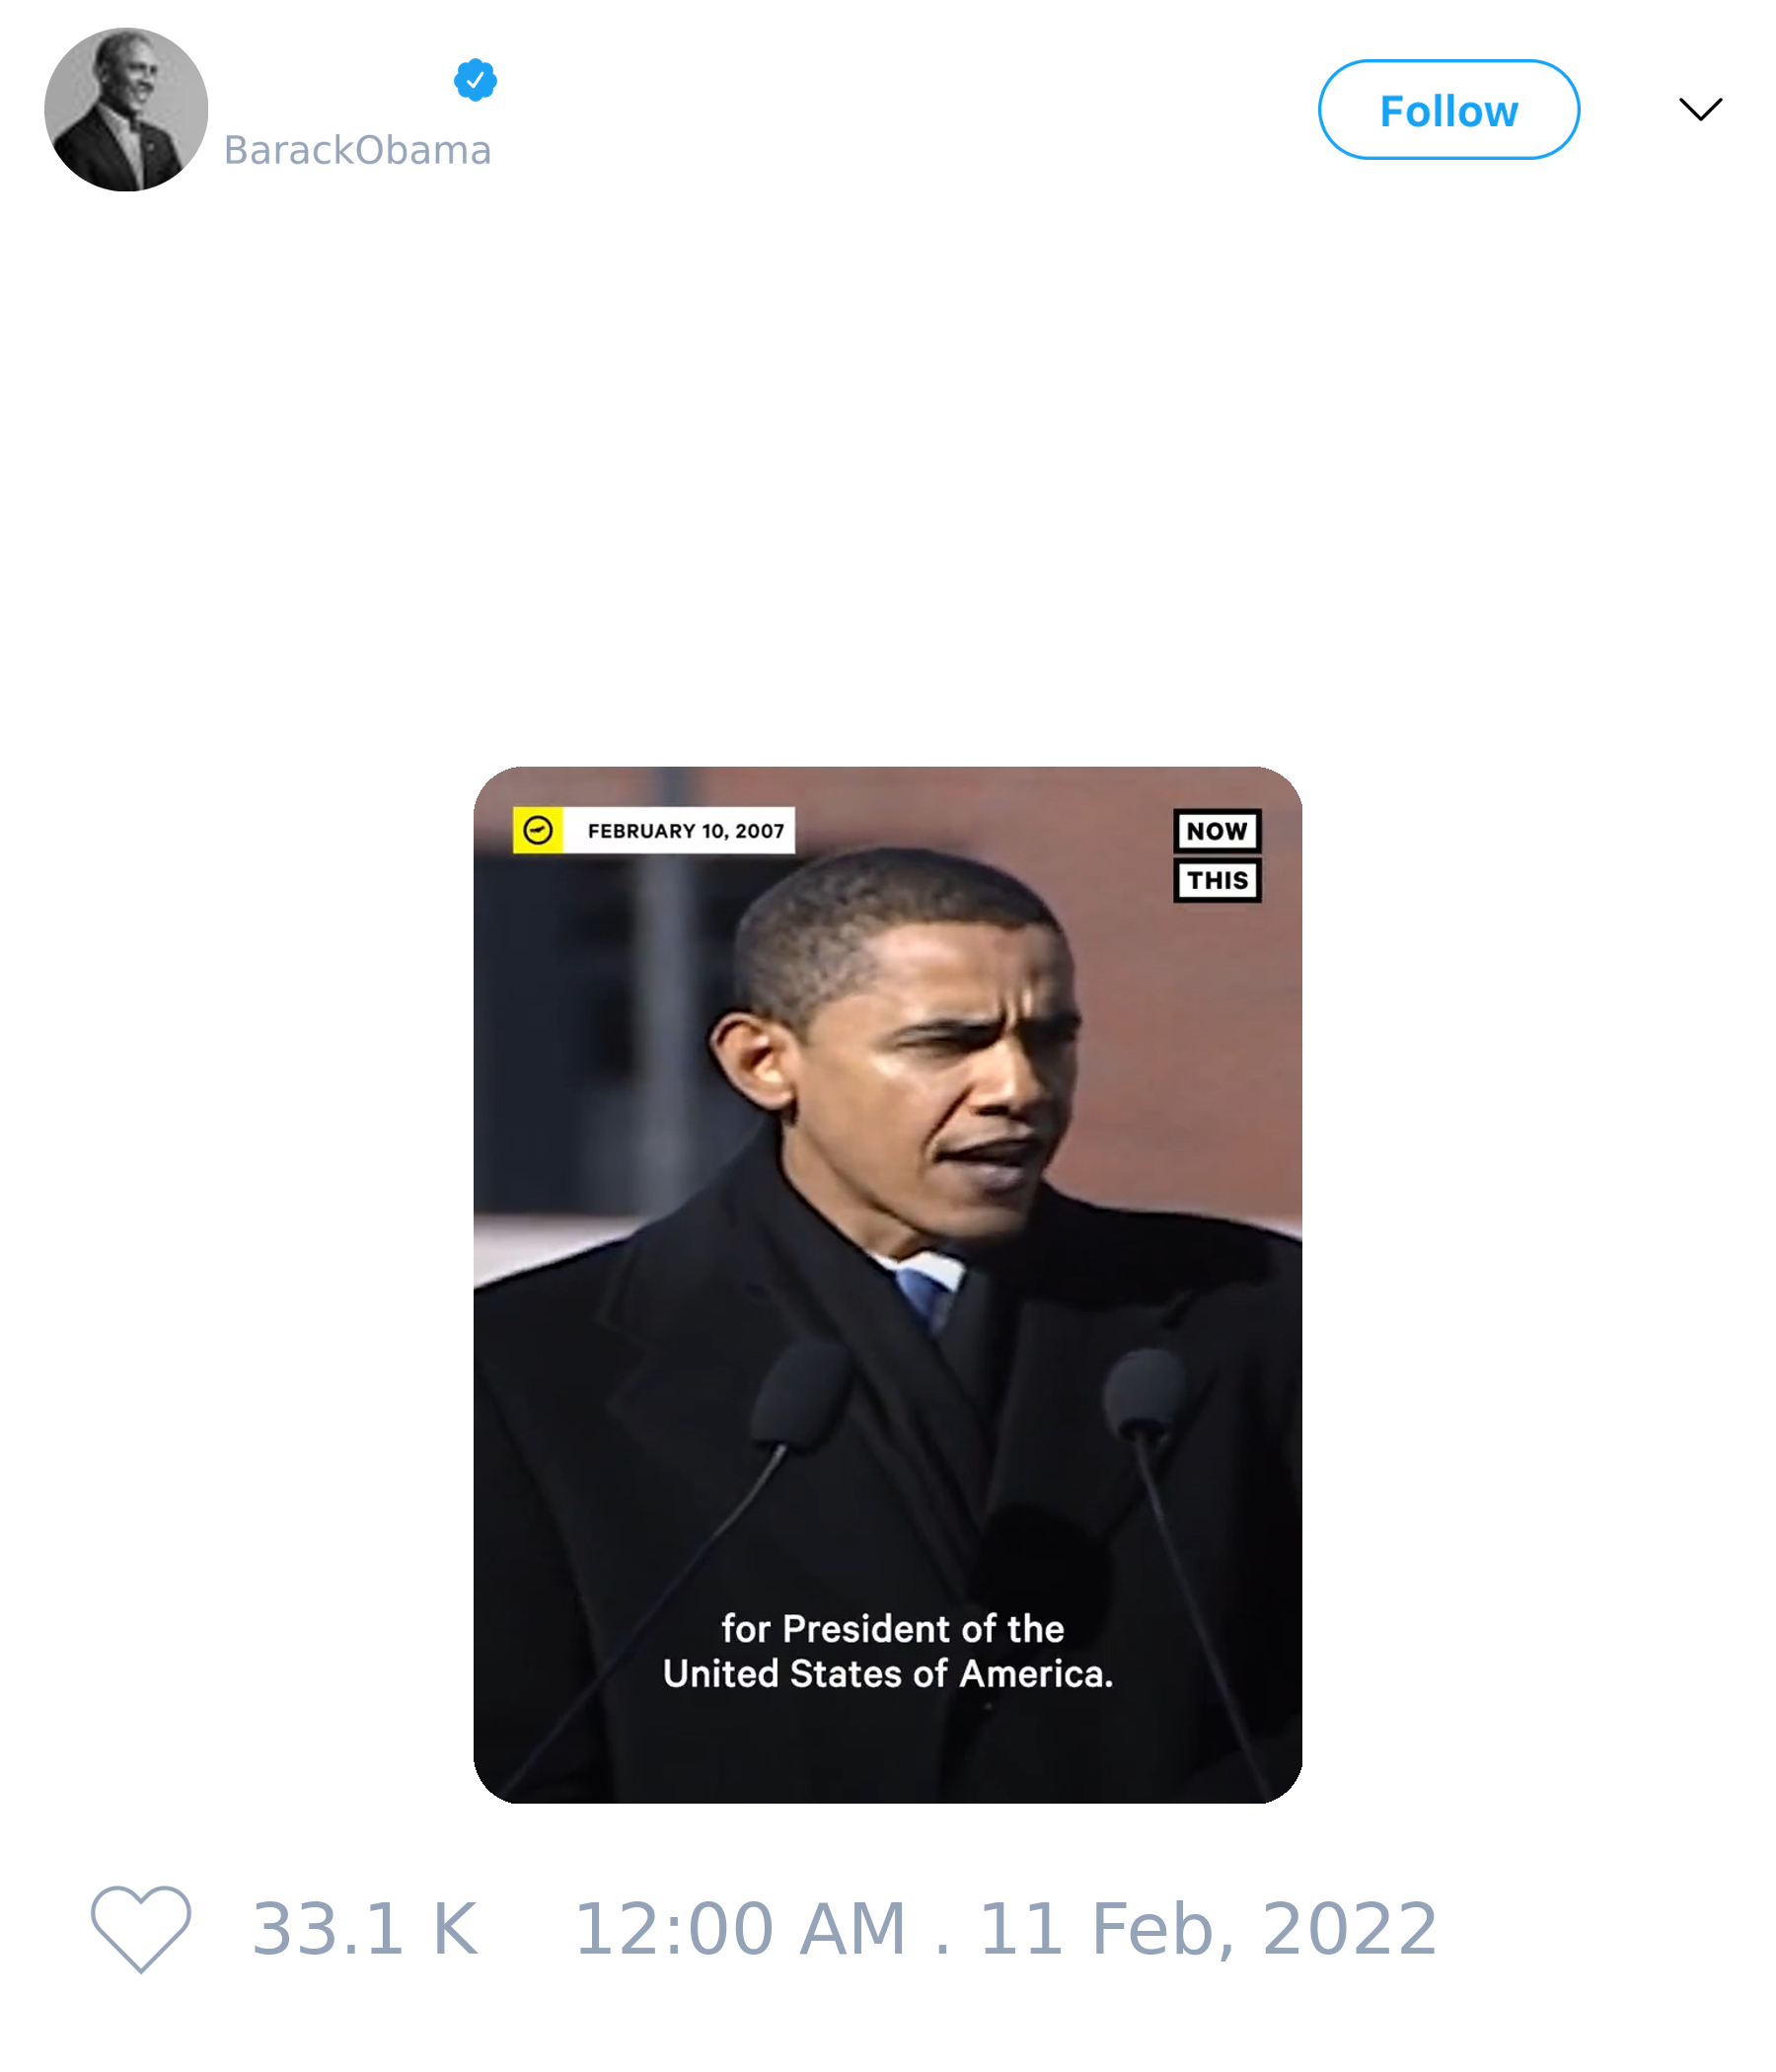 BarackObama
Follow
FEBRUARY 10, 2007
NOW
THIS
for President of the
United States of America.
33.1 K 12:00 AM . 11 Feb, 2022